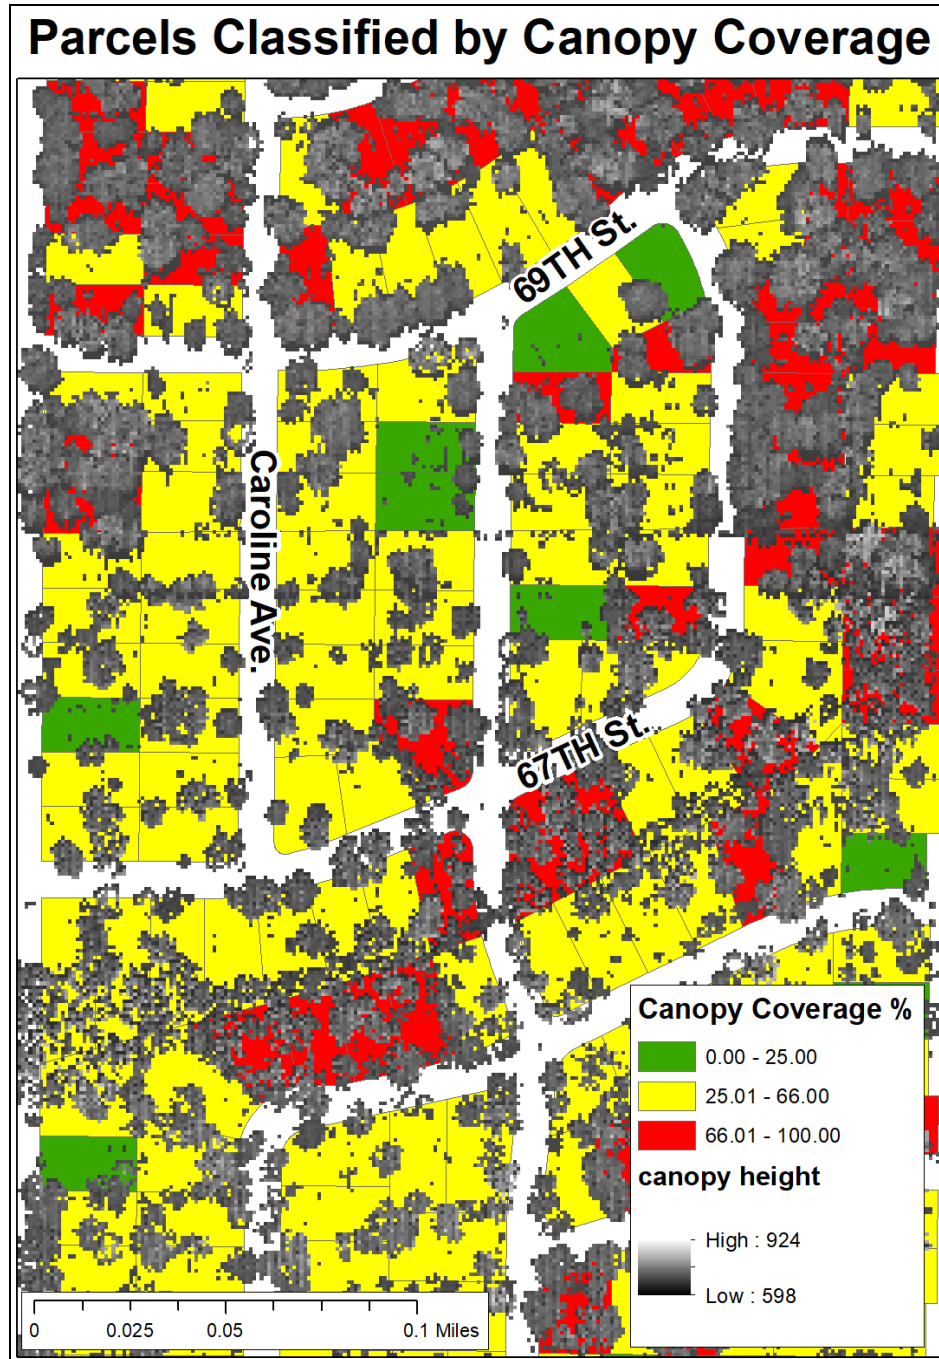 Parcels Classified by Canopy Coverage
69TH St.
Caroline Ave.
67TH St.
Canopy Coverage %
0.00 - 25.00
25.01 - 66.00
66.01 - 100.00
canopy height
High : 924
Low : 598
0 0.025 0.05 0.1 Miles